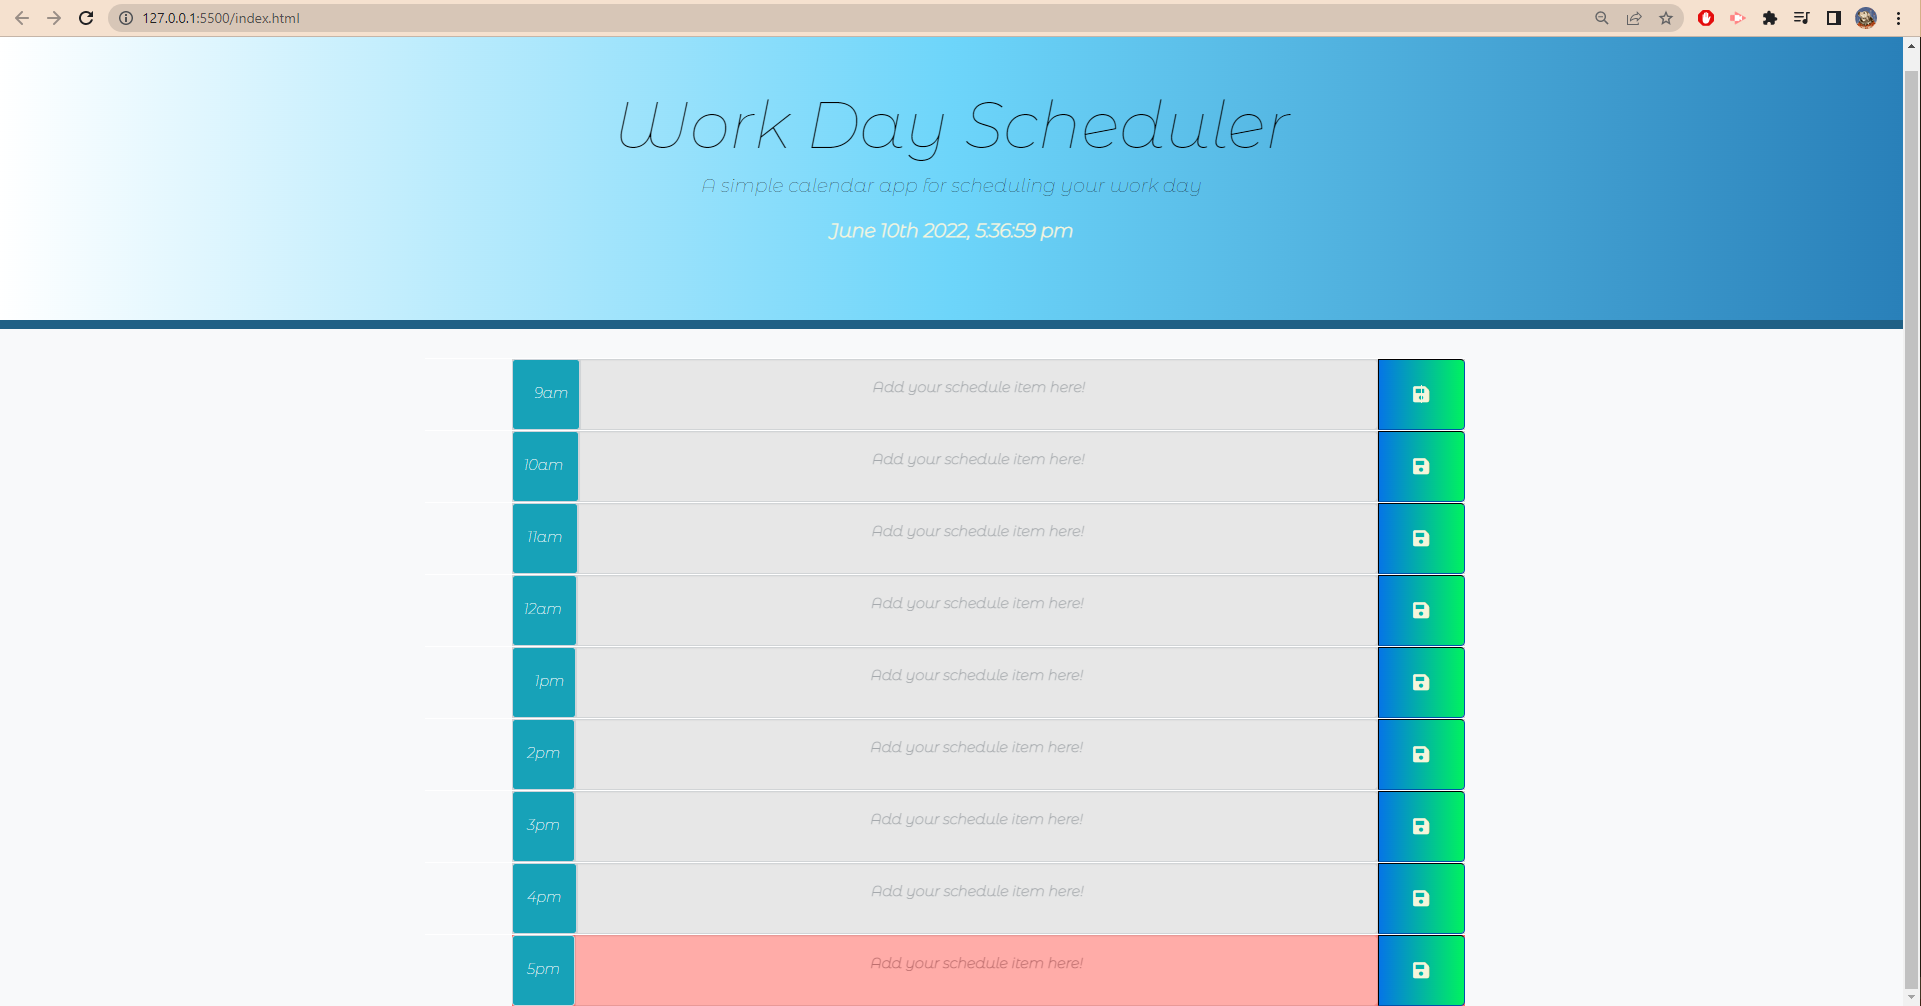 127.0.0.1:5500/index.html
Work Day Scheduler
A simple calendar app for scheduling your work day
June 10th 2022, 5:36:59 pm
9am Add your schedule item here!
10am Add your schedule item here!
11am Add your schedule item here!
12am Add your schedule item here!
1pm Add your schedule item here!
2pm Add your schedule item here!
3pm Add your schedule item here!
4pm Add your schedule item here!
5pm Add your schedule item here!